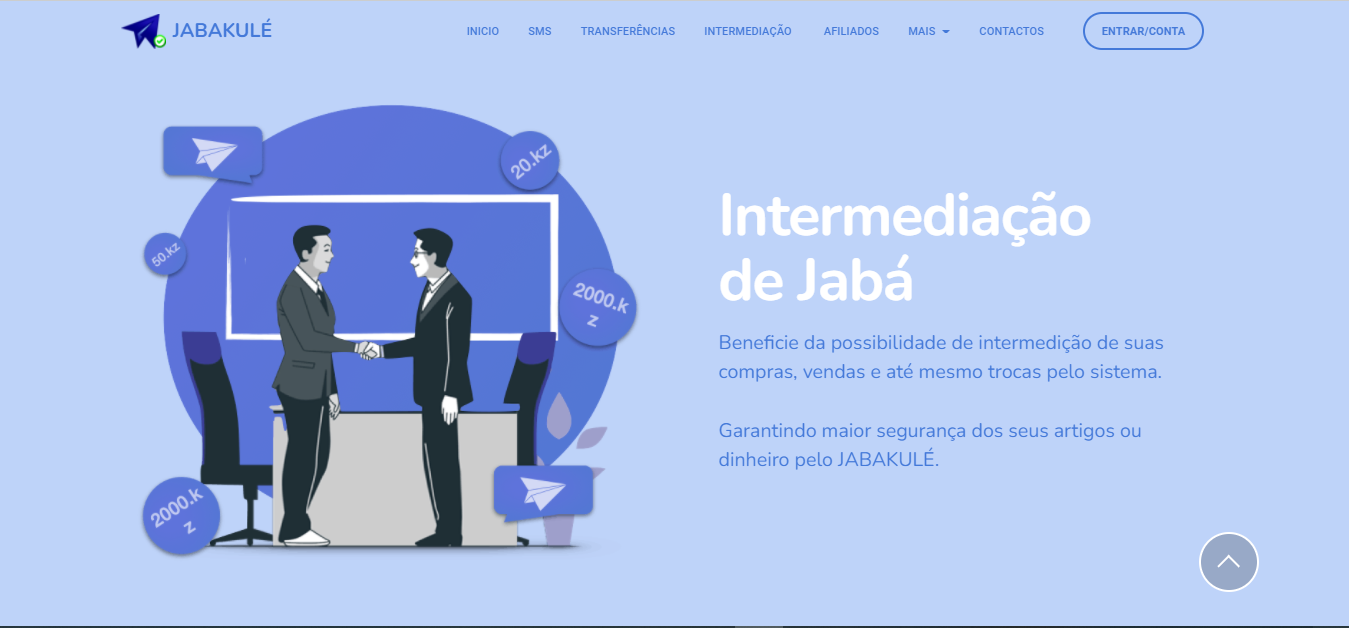 JABAKULÉ
INICIO
SMS
TRANSFERÊNCIAS
INTERMEDIAÇÃO
AFILIADOS
MAIS
CONTACTOS
ENTRAR/CONTA
20.kz
50.kz
2000.k
z
2000.k
z
Intermediação
de Jabá
Beneficie da possibilidade de intermedição de suas
compras, vendas e até mesmo trocas pelo sistema.
Garantindo maior segurança dos seus artigos ou
dinheiro pelo JABAKULÉ.